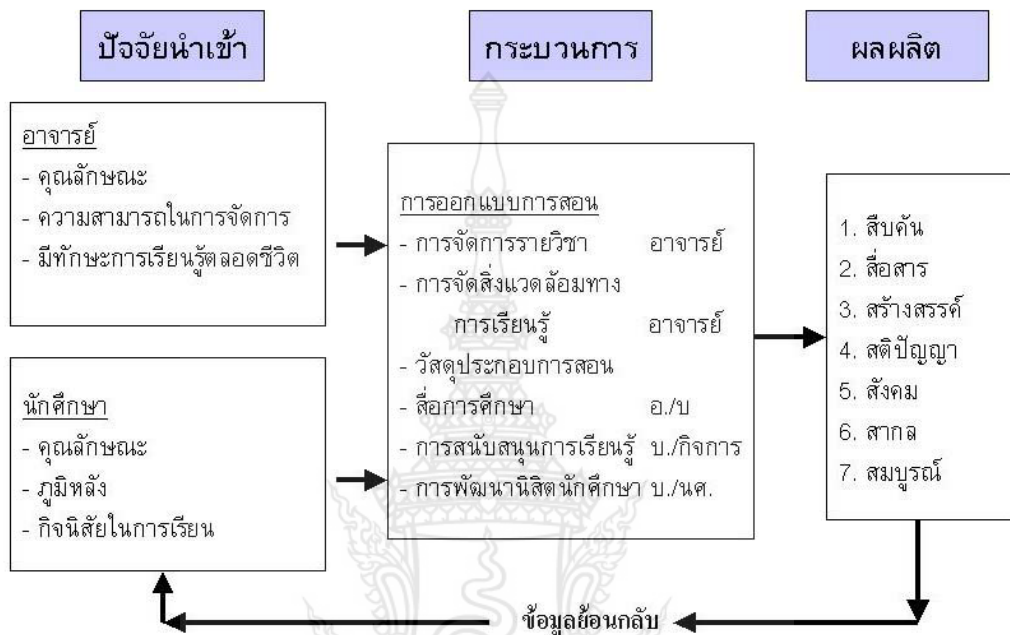 ปัจจัยนำเข้า
กระบวนการ
ผลผลิต
อาจารย์
- คุณลักษณะ
- ความสามารถในการจัดการ
- มีทักษะการเรียนรู้ตลอดชีวิต
นักศึกษา
- คุณลักษณะ
- ภูมิหลัง
- กิจนิสัยในการเรียน
การออกแบบการสอน
- การจัดการรายวิชา อาจารย์
- การจัดสิ่งแวดล้อมทาง
การเรียนรู้ อาจารย์
- วัสดุประกอบการสอน
- สื่อการศึกษา อ./บ
- การสนับสนุนการเรียนรู้ บ./กิจการ
- การพัฒนานิสิตนักศึกษา บ./นศ.
1. สืบค้น
2. สื่อสาร
3. สร้างสรรค์
4. สติปัญญา
5. สังคม
6. สากล
7. สมบูรณ์
ข้อมูลย้อนกลับ